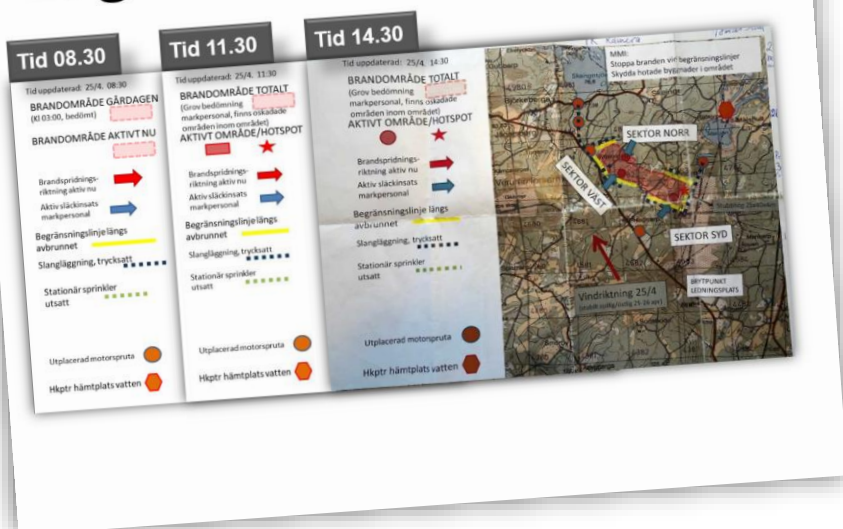 Tid 08.30
Tid uppdaterad: 25/4, 08:30
BRANDOMRÅDE GÅRDAGEN
(Kl 03:00, bedömt)
BRANDOMRÅDE AKTIVT NU
Brandspridnings-
riktning aktiv nu
Aktiv släckinsats
markpersonal
Begränsningslinje längs
avbrunnet
Slangläggning, trycksatt
Stationär sprinkler
utsatt
Utplacerad motorspruta
Hkptr hämtplats vatten
Tid 11.30
Tid uppdaterad: 25/4, 11:30
BRANDOMRÅDE TOTALT
(Grov bedömning
markpersonal, finns oskadade
områden inom området)
AKTIVT OMRÅDE/HOTSPOT
Brandspridnings-
riktning aktiv nu
Aktiv släckinsats
markpersonal
Begränsningslinje längs
avbrunnet
Slangläggning, trycksatt
Stationär sprinkler
utsatt
Utplacerad motorspruta
Hkptr hämtplats vatten
Tid 14.30
Tid uppdaterad: 25/4, 14:30
BRANDOMRÅDE TOTALT
(Grov bedömning
markpersonal, finns oskadade
områden inom området)
AKTIVT OMRÅDE/HOTSPOT
Brandspridnings-
riktning aktiv nu
Aktiv släckinsats
markpersonal
Begränsningslinje längs
avbrunnet
Slangläggning, trycksatt
Stationär sprinkler
utsatt
Utplacerad motorspruta
Hkptr hämtplats vatten
MMI:
Stoppa branden vid begränsningslinjer
Skydda hotade byggnader i området
SEKTOR NORR
SEKTOR VÄST
SEKTOR SYD
BRYTPUNKT
LEDNINGSPLATS
Vindriktning 25/4